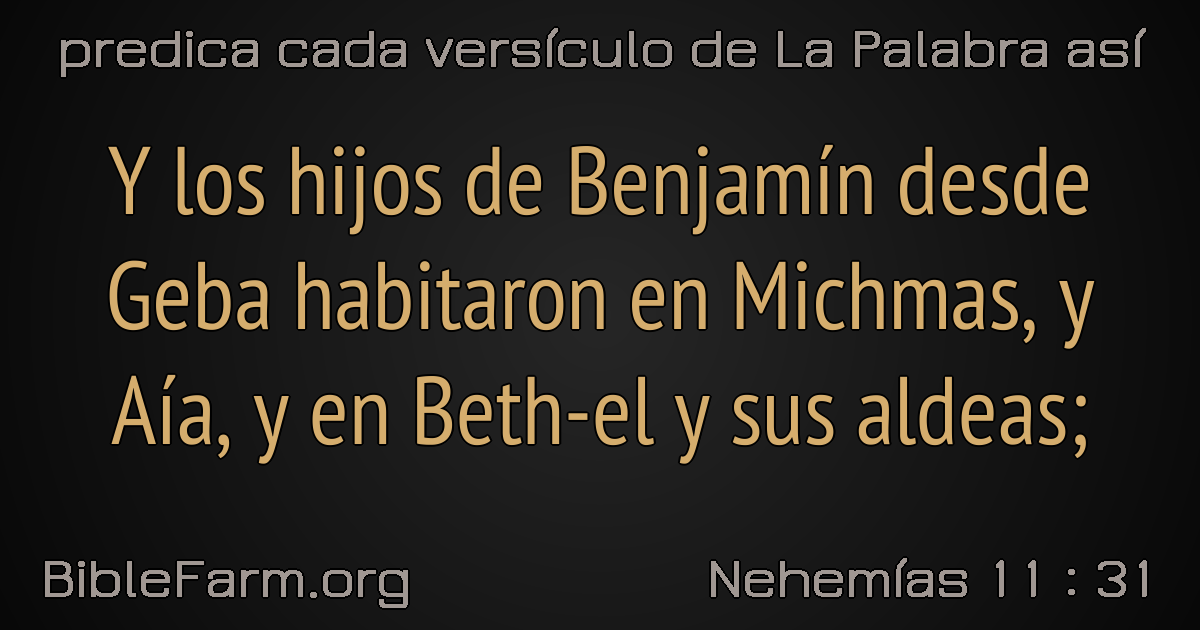 predica cada versículo de La Palabra así
Y los hijos de Benjamín desde
Geba habitaron en Michmas, y
Aía, y en Beth-el y sus aldeas;
BibleFarm.org
Nehemías 11 : 31